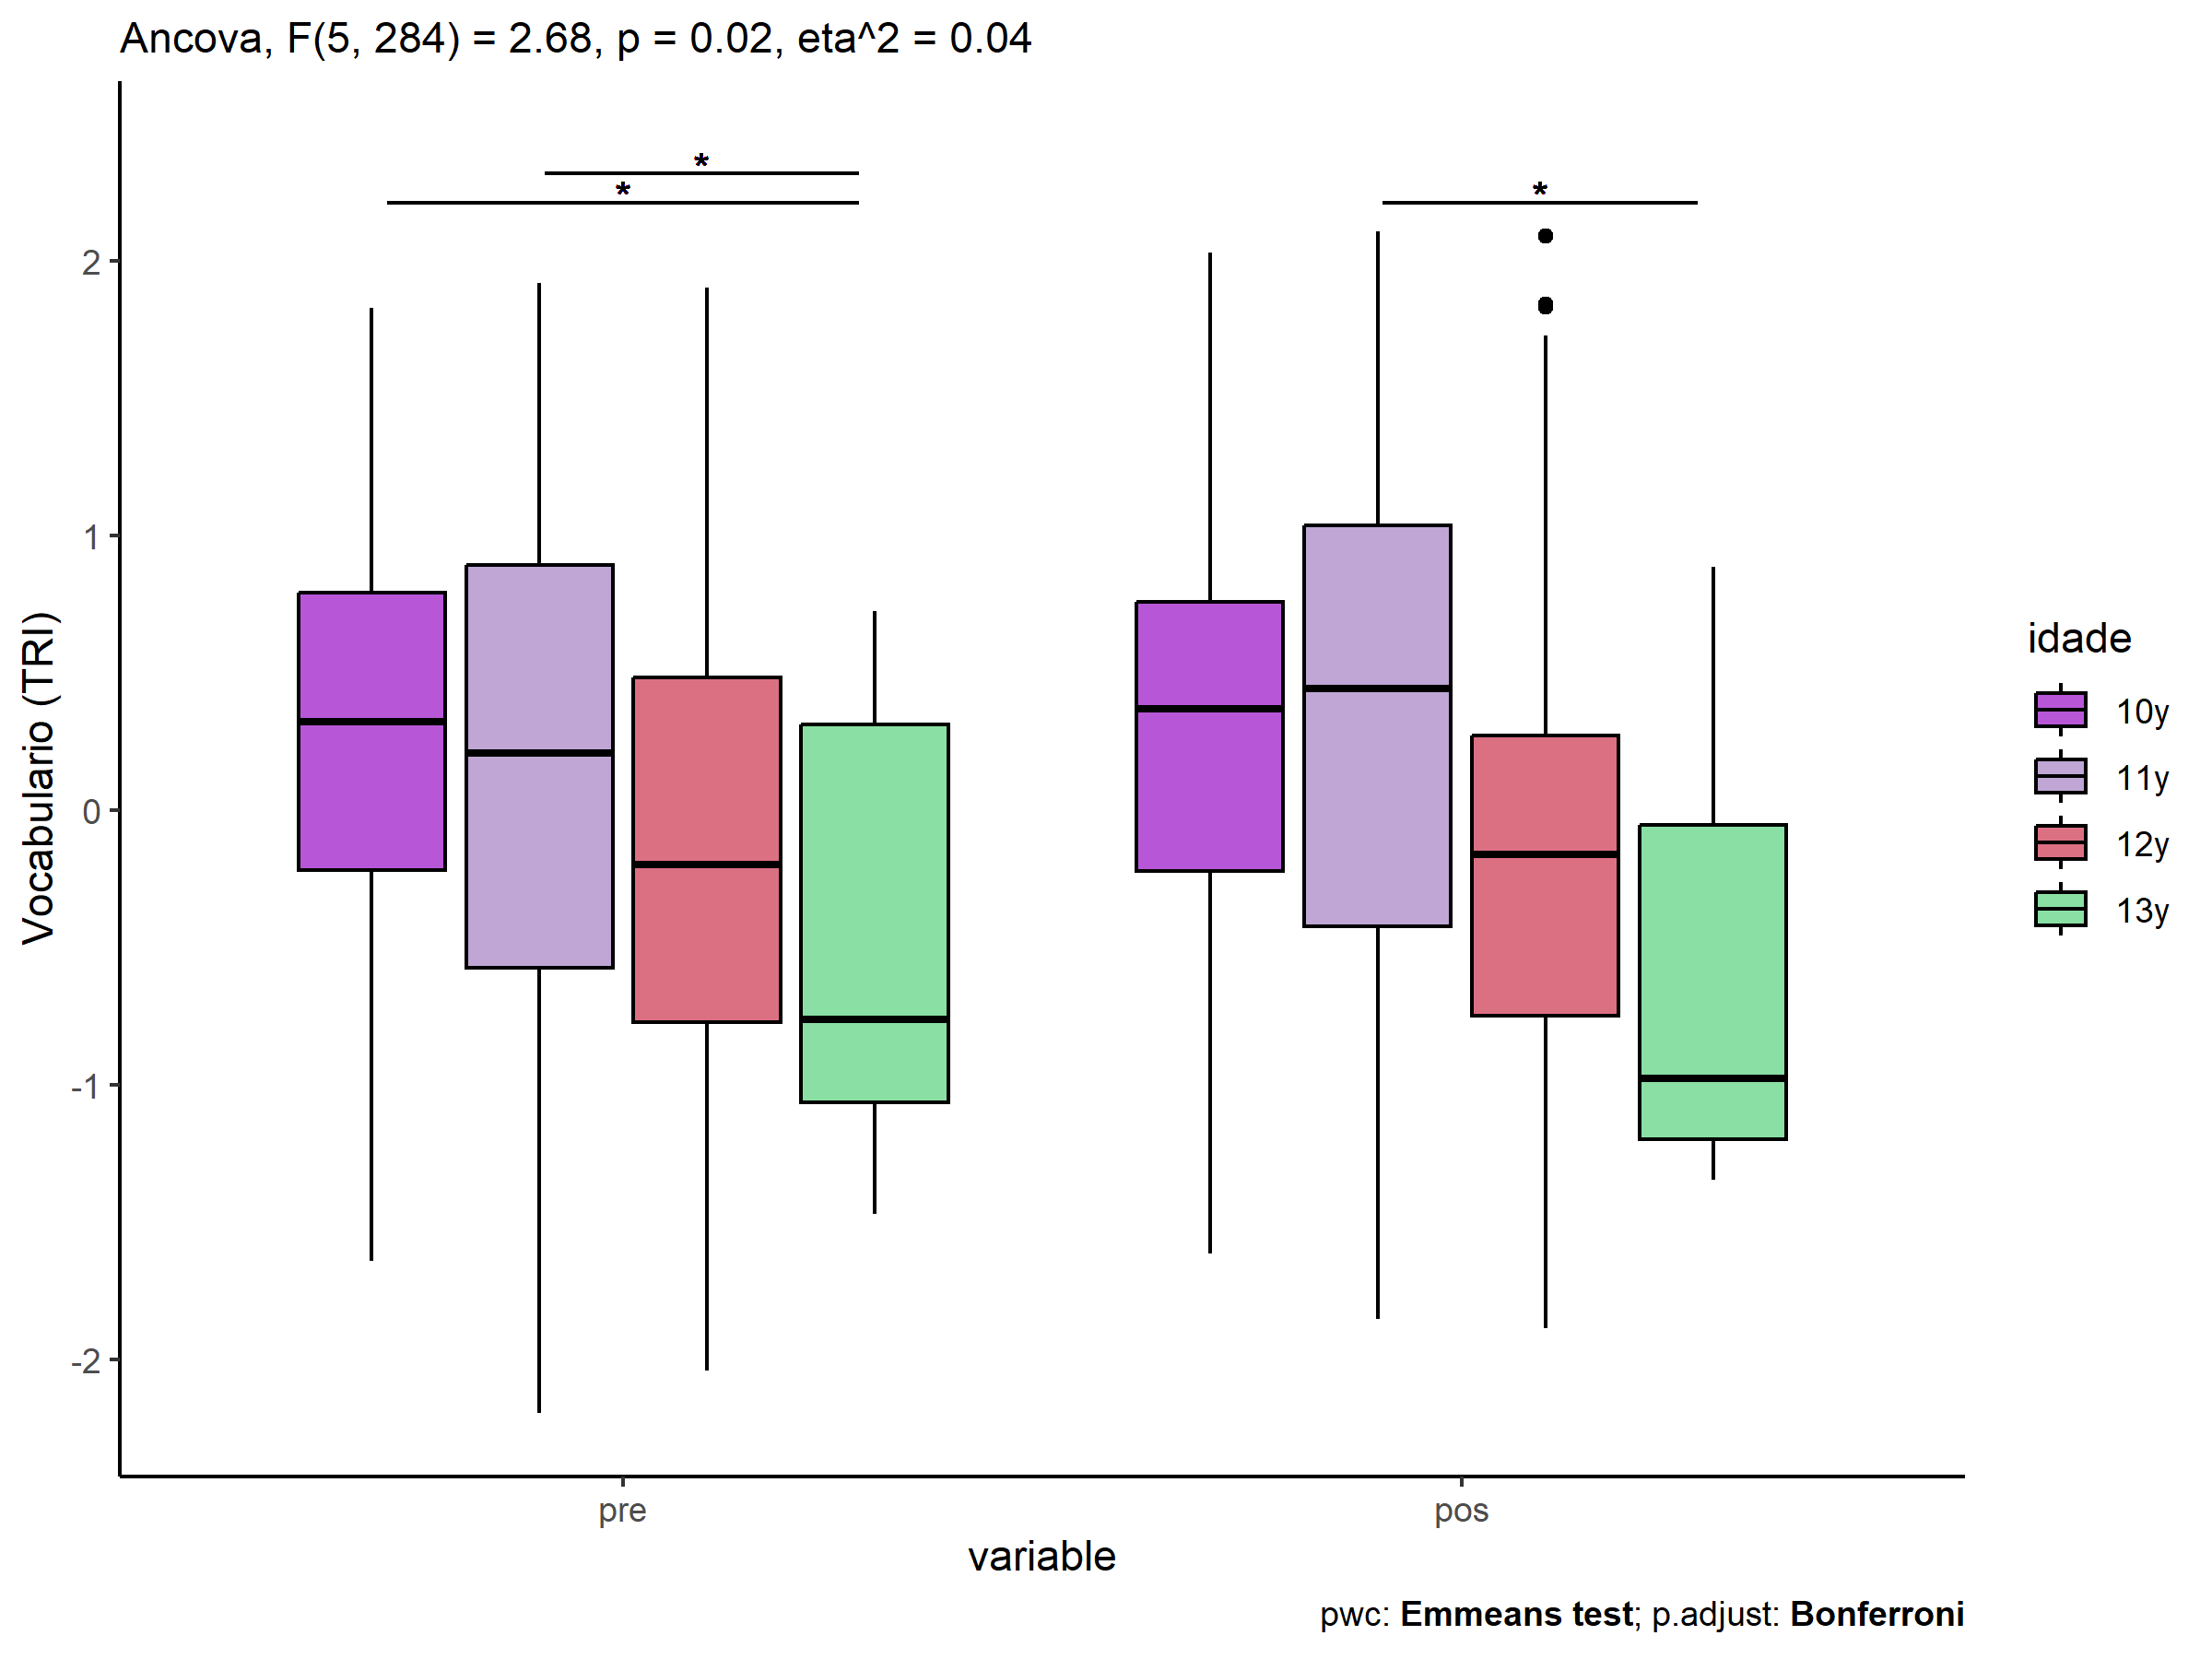 Ancova, F(5, 284) = 2.68, p = 0.02, eta^2 = 0.04
*
*
*
2
1
0
-1
-2
Vocabulario (TRI)
pre
pos
variable
idade
10y
11y
12y
13y
pwc: Emmeans test; p.adjust: Bonferroni